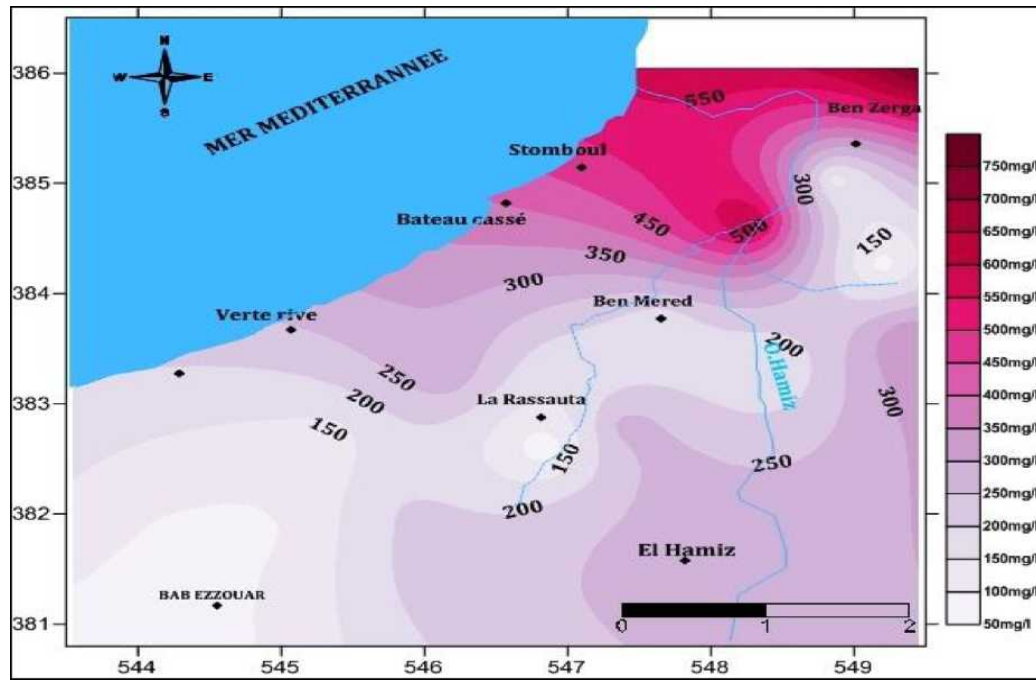 N
W E
S
MER MEDITERRANNEE
550
Ben Zerga
Stomboul
300
Bateau cassé
450
500
150
350
300
Ben Mered
Verte rive
200
O.Hamiz
250
La Rassauta
200
300
150
150
250
200
El Hamiz
BAB EZZOUAR
0 1 2
386
385
384
383
382
381
544 545 546 547 548 549
750mg/l
700mg/l
650mg/l
600mg/l
550mg/l
500mg/l
450mg/l
400mg/l
350mg/l
300mg/l
250mg/l
200mg/l
150mg/l
100mg/l
50mg/l